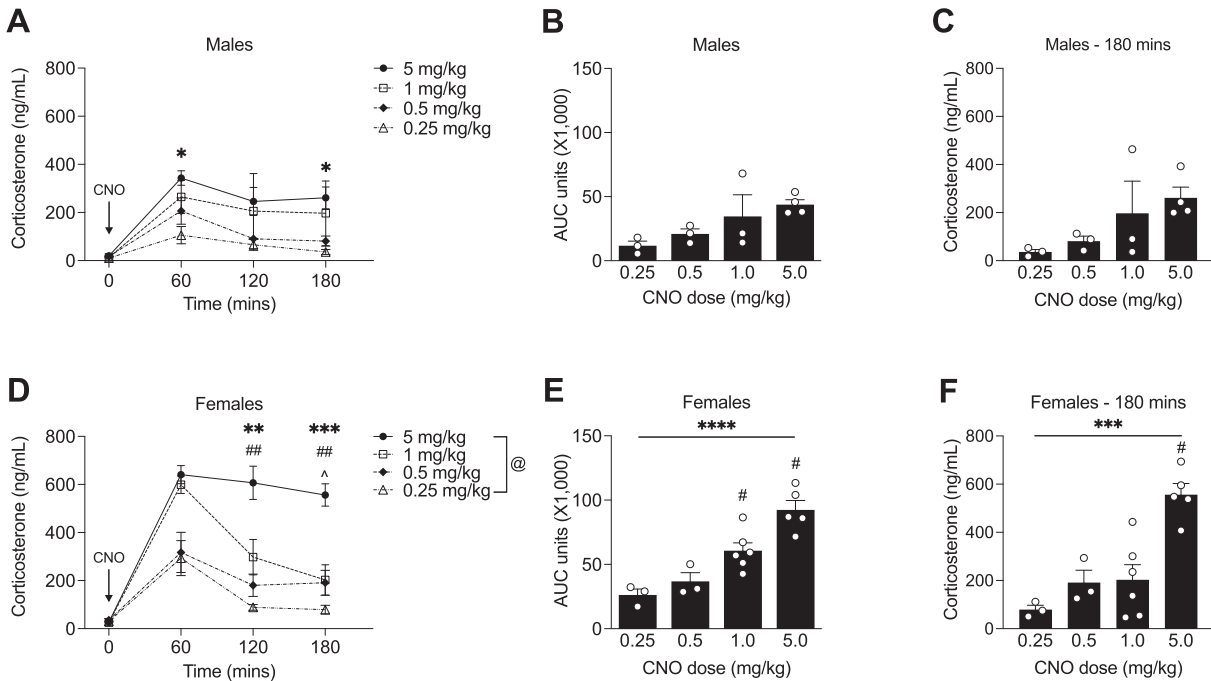 A
Males
Corticosterone (ng/mL)
800
600
400
200
0
CNO
*
*
0 60 120 180
Time (mins)
5 mg/kg
1 mg/kg
0.5 mg/kg
0.25 mg/kg
B
Males
AUC units (X1,000)
150
100
50
0
0.25 0.5 1.0 5.0
CNO dose (mg/kg)
C
Males - 180 mins
Corticosterone (ng/mL)
800
600
400
200
0
0.25 0.5 1.0 5.0
CNO dose (mg/kg)
D
Females
Corticosterone (ng/mL)
800
600
400
200
0
CNO
** ***
## ##
^
0 60 120 180
Time (mins)
5 mg/kg
1 mg/kg
0.5 mg/kg
0.25 mg/kg
@
E
Females
AUC units (X1,000)
150
100
50
0
****
#
#
0.25 0.5 1.0 5.0
CNO dose (mg/kg)
F
Females - 180 mins
Corticosterone (ng/mL)
800
600
400
200
0
***
#
0.25 0.5 1.0 5.0
CNO dose (mg/kg)